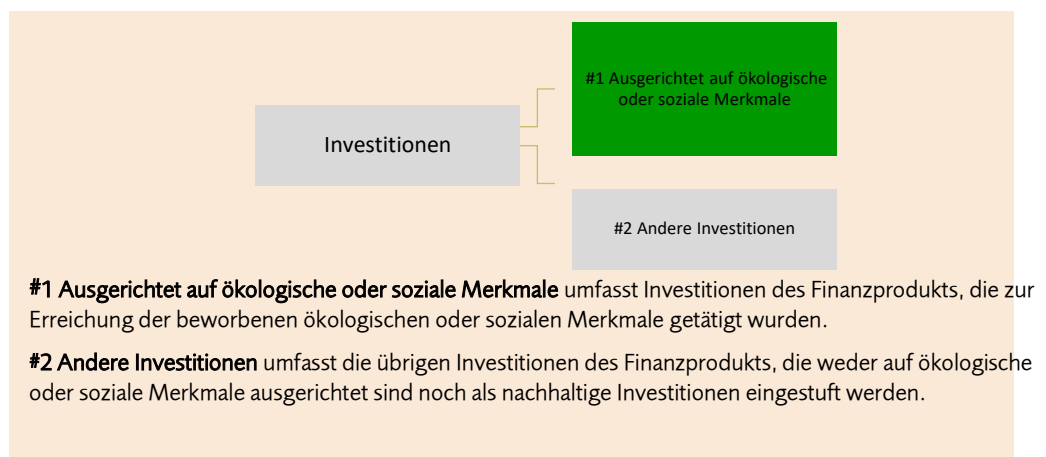 #1 Ausgerichtet auf ökologische
oder soziale Merkmale
Investitionen
#2 Andere Investitionen
#1 Ausgerichtet auf ökologische oder soziale Merkmale umfasst Investitionen des Finanzprodukts, die zur
Erreichung der beworbenen ökologischen oder sozialen Merkmale getätigt wurden.
#2 Andere Investitionen umfasst die übrigen Investitionen des Finanzprodukts, die weder auf ökologische
oder soziale Merkmale ausgerichtet sind noch als nachhaltige Investitionen eingestuft werden.